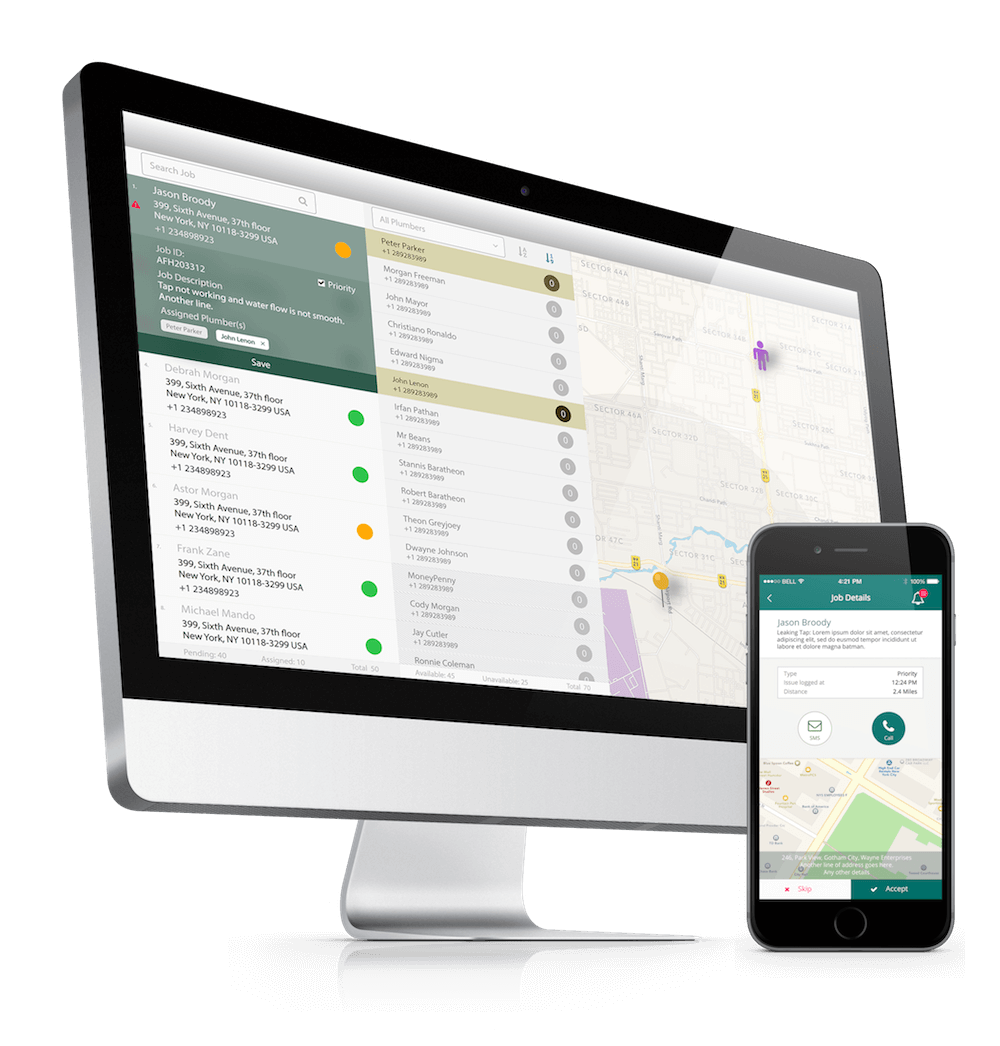 Search Job
1.
Jason Broody
399, Sixth Avenue, 37th floor
New York, NY 10118-3299 USA
+1 234898923
Job ID:
AFH203312
Job Description
Priority
Tap not working and water flow is not smooth.
Another line.
Assigned Plumber(s)
Peter Parker
John Lenon ×
Save
Debrah Morgan
399, Sixth Avenue, 37th floor
New York, NY 10118-3299 USA
+1 234898923
Harvey Dent
399, Sixth Avenue, 37th floor
New York, NY 10118-3299 USA
+1 234898923
Astor Morgan
399, Sixth Avenue, 37th floor
New York, NY 10118-3299 USA
+1 234898923
Frank Zane
399, Sixth Avenue, 37th floor
New York, NY 10118-3299 USA
+1 234898923
Michael Mando
399, Sixth Avenue, 37th floor
New York, NY 10118-3299 USA
+1 234898923
Pending: 40
Assigned: 10
Total 50
All Plumbers
Peter Parker
+1 289283989
0
Morgan Freeman
+1 289283989
0
John Mayor
+1 289283989
0
Christiano Ronaldo
+1 289283989
0
Edward Nigma
+1 289283989
0
John Lenon
+1 289283989
0
Irfan Pathan
+1 289283989
0
Mr Beans
+1 289283989
0
Stannis Baratheon
+1 289283989
0
Robert Baratheon
+1 289283989
0
Theon Greyjoey
+1 289283989
0
Dwayne Johnson
+1 289283989
0
MoneyPenny
+1 289283989
0
Cody Morgan
+1 289283989
0
Jay Cutler
+1 289283989
0
Ronnie Coleman
0
Available: 45
Unavailable: 25
Total 70
SECTOR 44A
SECTOR 44B
SECTOR 34B
SECTOR 21A
SECTOR 46A
SECTOR 22D
SECTOR 32B
SECTOR 20C
SECTOR 47C
SECTOR 31C
BELL
4:21 PM
100%
Job Details
Jason Broody
Leaking Tap: Lorem ipsum dolor sit amet, consectetur
adipiscing elit, sed do eusmod tempor incididunt ut
labore et dolore magna batman.
Type
Priority
Issue logged at
12:24 PM
Distance
2.4 Miles
SMS
Call
Bank of America
246, Park View, Gotham City, Wayne Enterprises
Another line of address goes Here.
Any other details
Skip
Accept